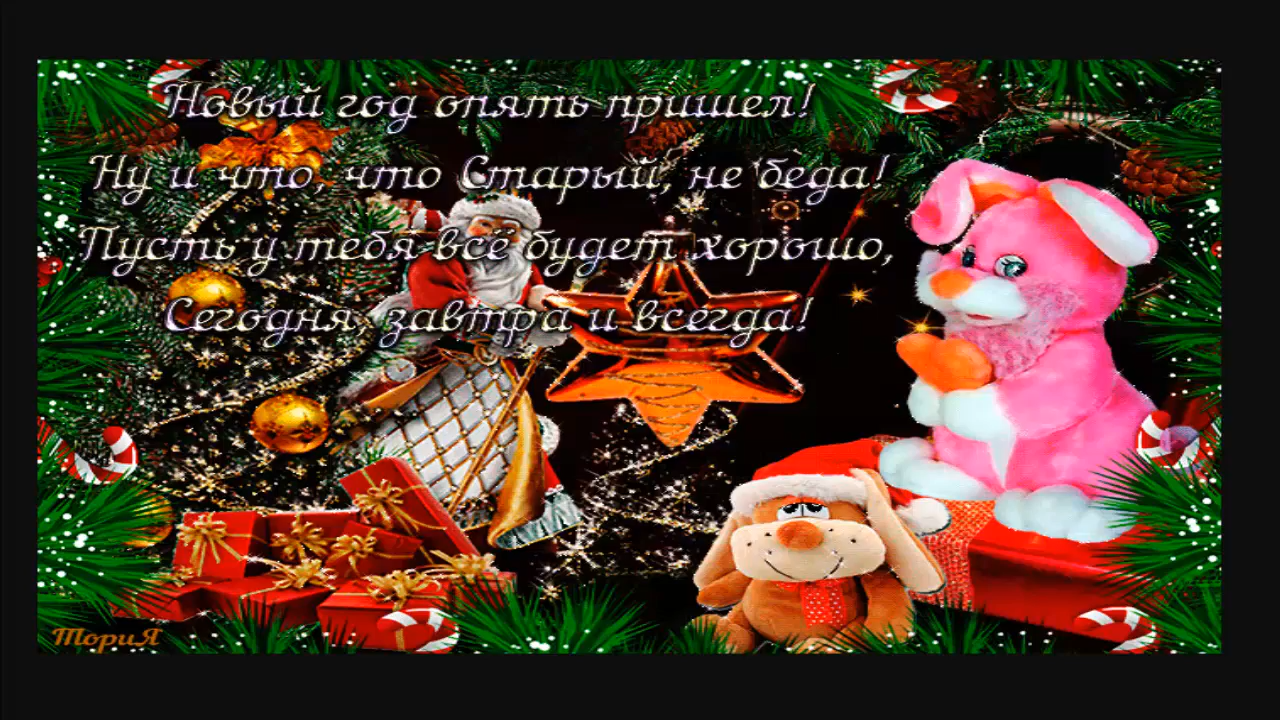 Новый год опять пришел!
Ну и что, что Старый, не беда!
Пусть у тебя всё будет хорошо,
Сегодня, завтра и всегда!
ТориЯ